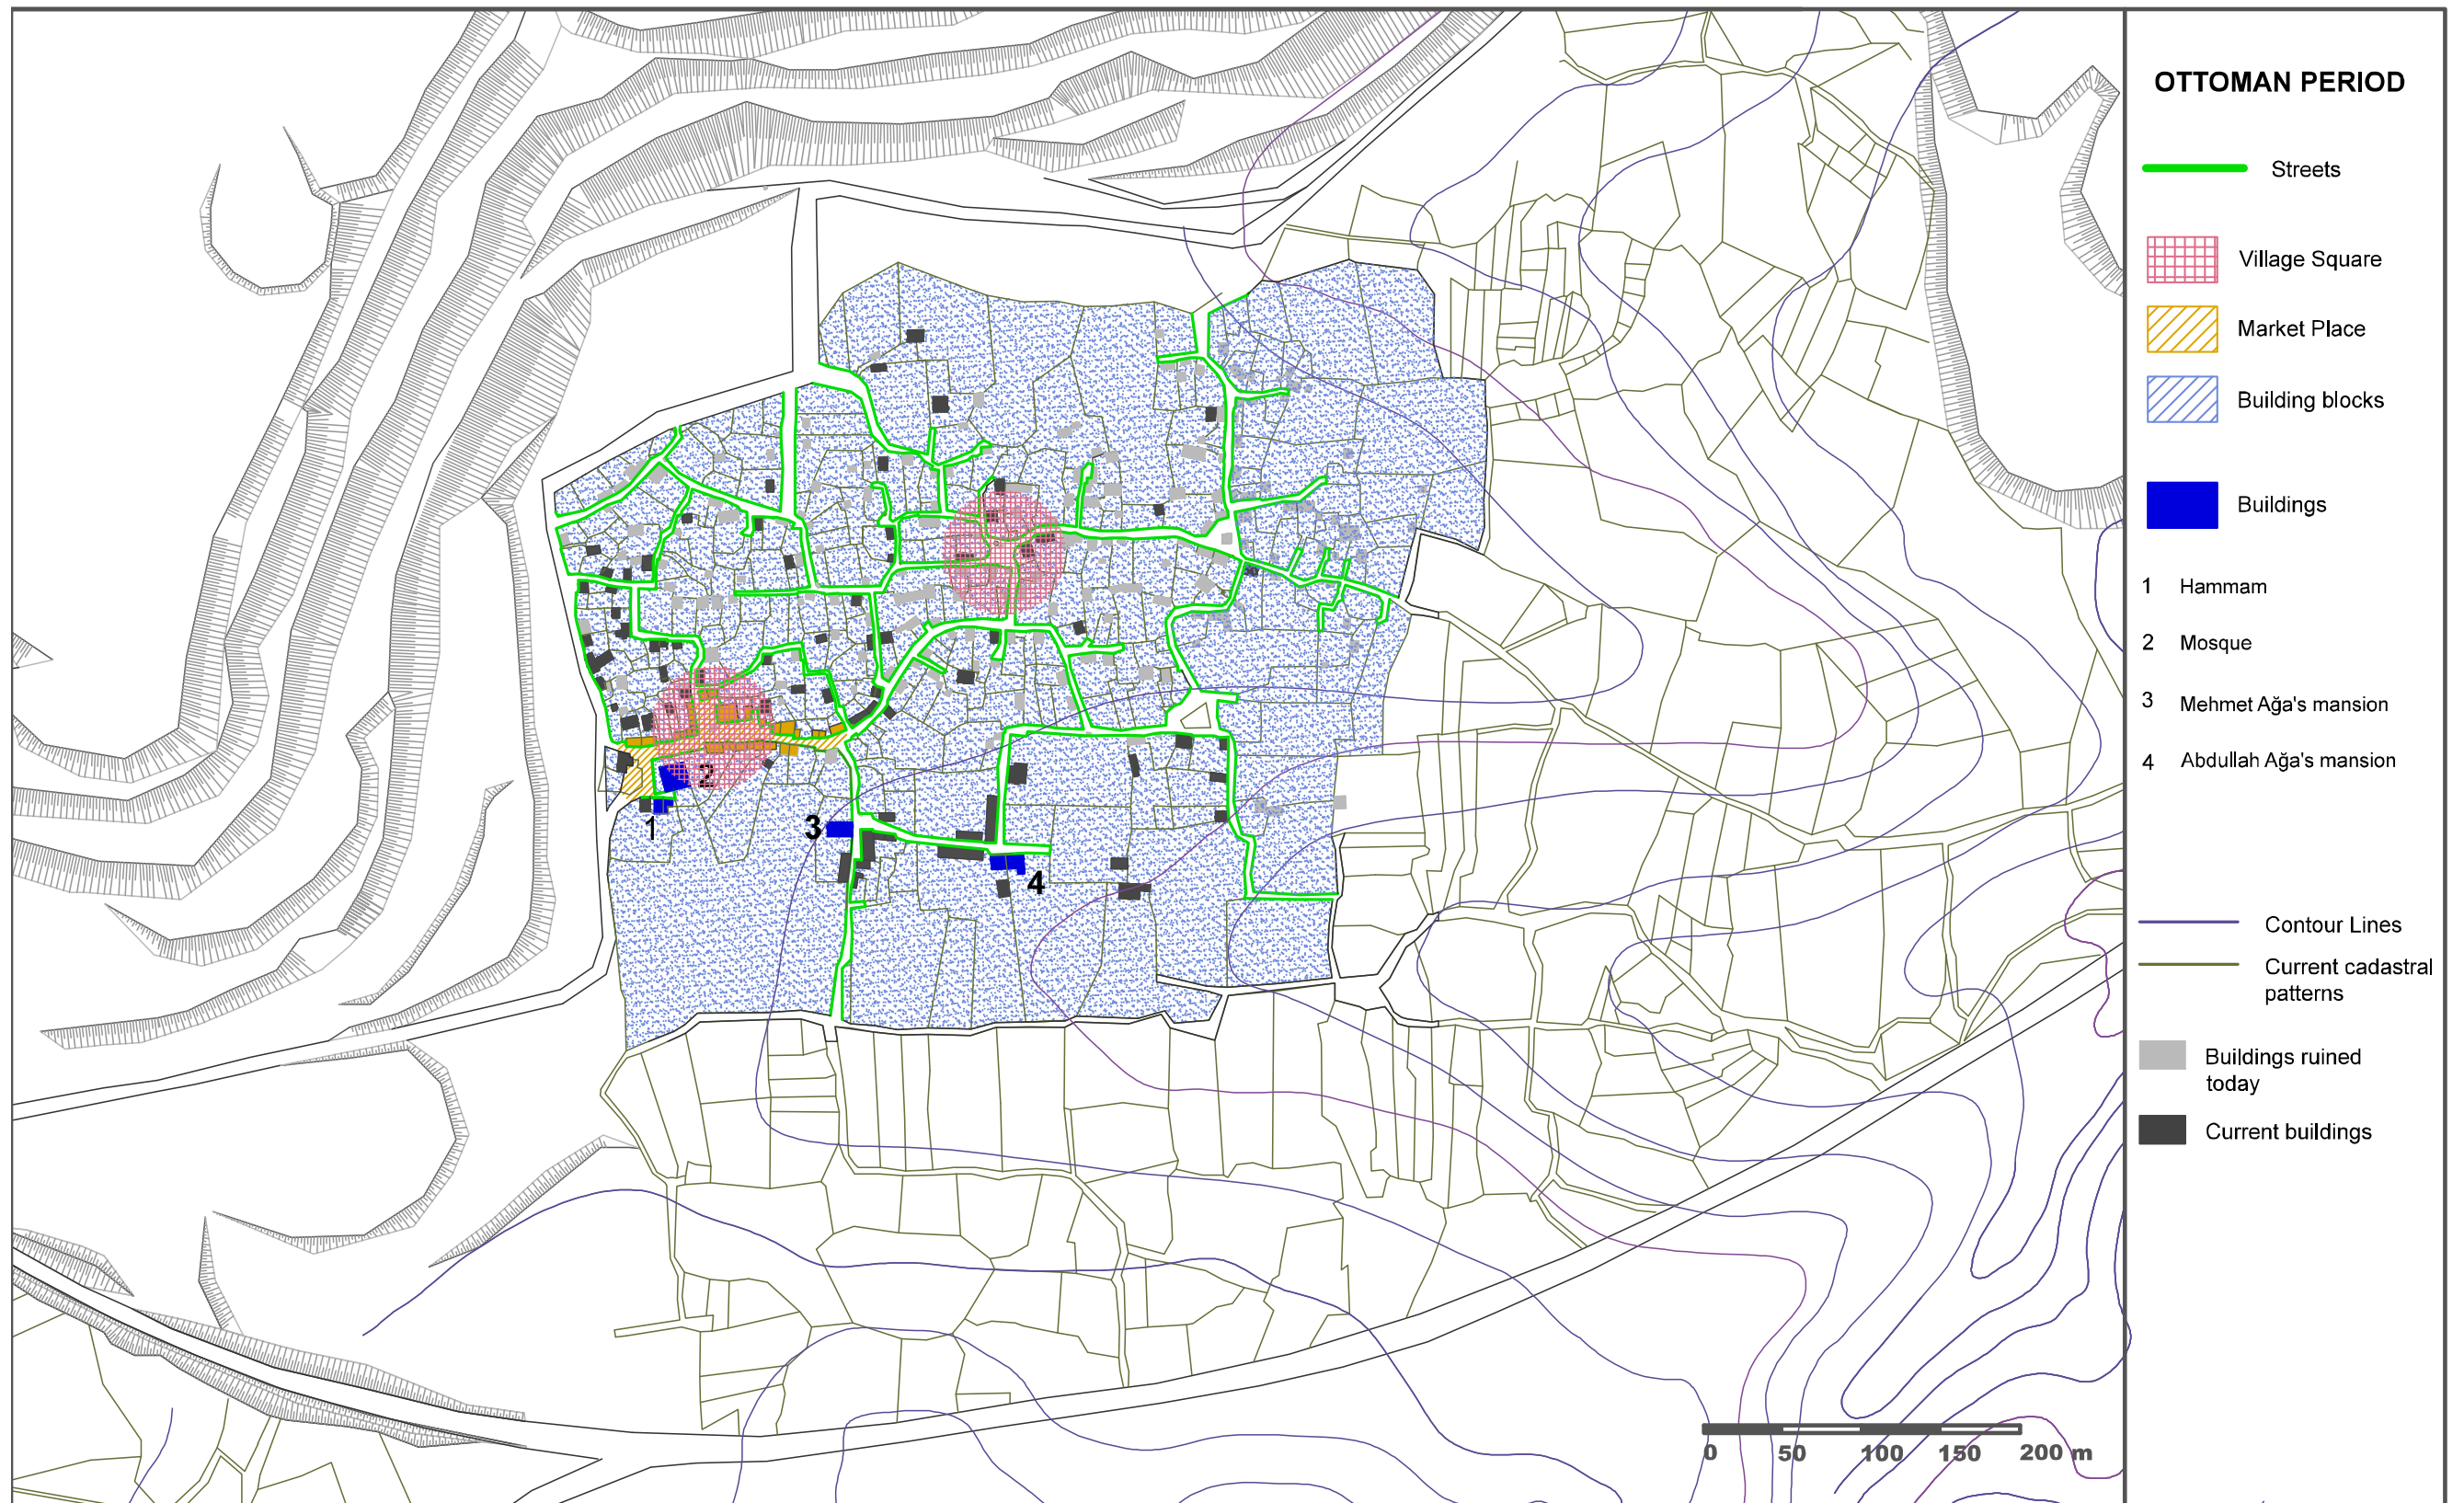 OTTOMAN PERIOD
Streets
Village Square
Market Place
Building blocks
Buildings
1 Hammam
2 Mosque
3 Mehmet Ağa's mansion
4 Abdullah Ağa's mansion
Contour Lines
Current cadastral
patterns
Buildings ruined
today
Current buildings
2
1
3
4
0 50 100 150 200 m